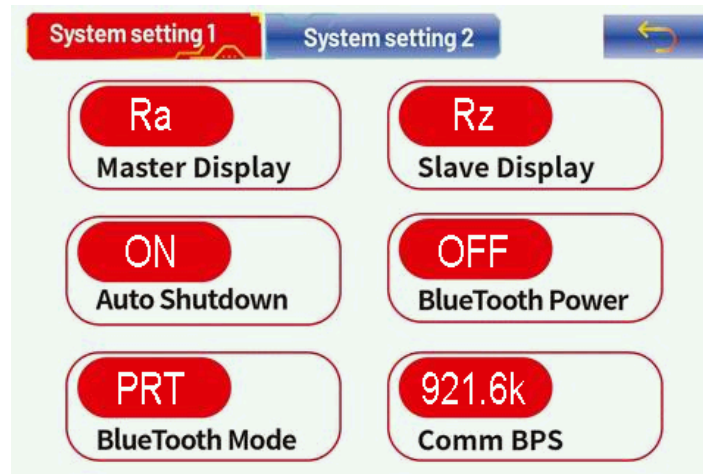 System setting 1
System setting 2
Ra
Master Display
Rz
Slave Display
ON
Auto Shutdown
OFF
BlueTooth Power
PRT
BlueTooth Mode
921.6k
Comm BPS